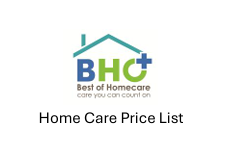 BHC+
Best of Homecare
care you can count on
Home Care Price List